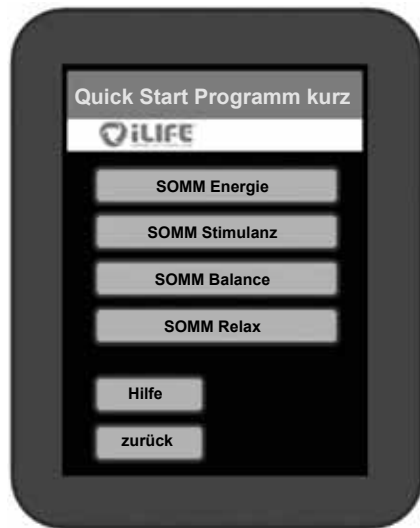 Quick Start Programm kurz
iLIFE
SOMM Energie
SOMM Stimulanz
SOMM Balance
SOMM Relax
Hilfe
zurück